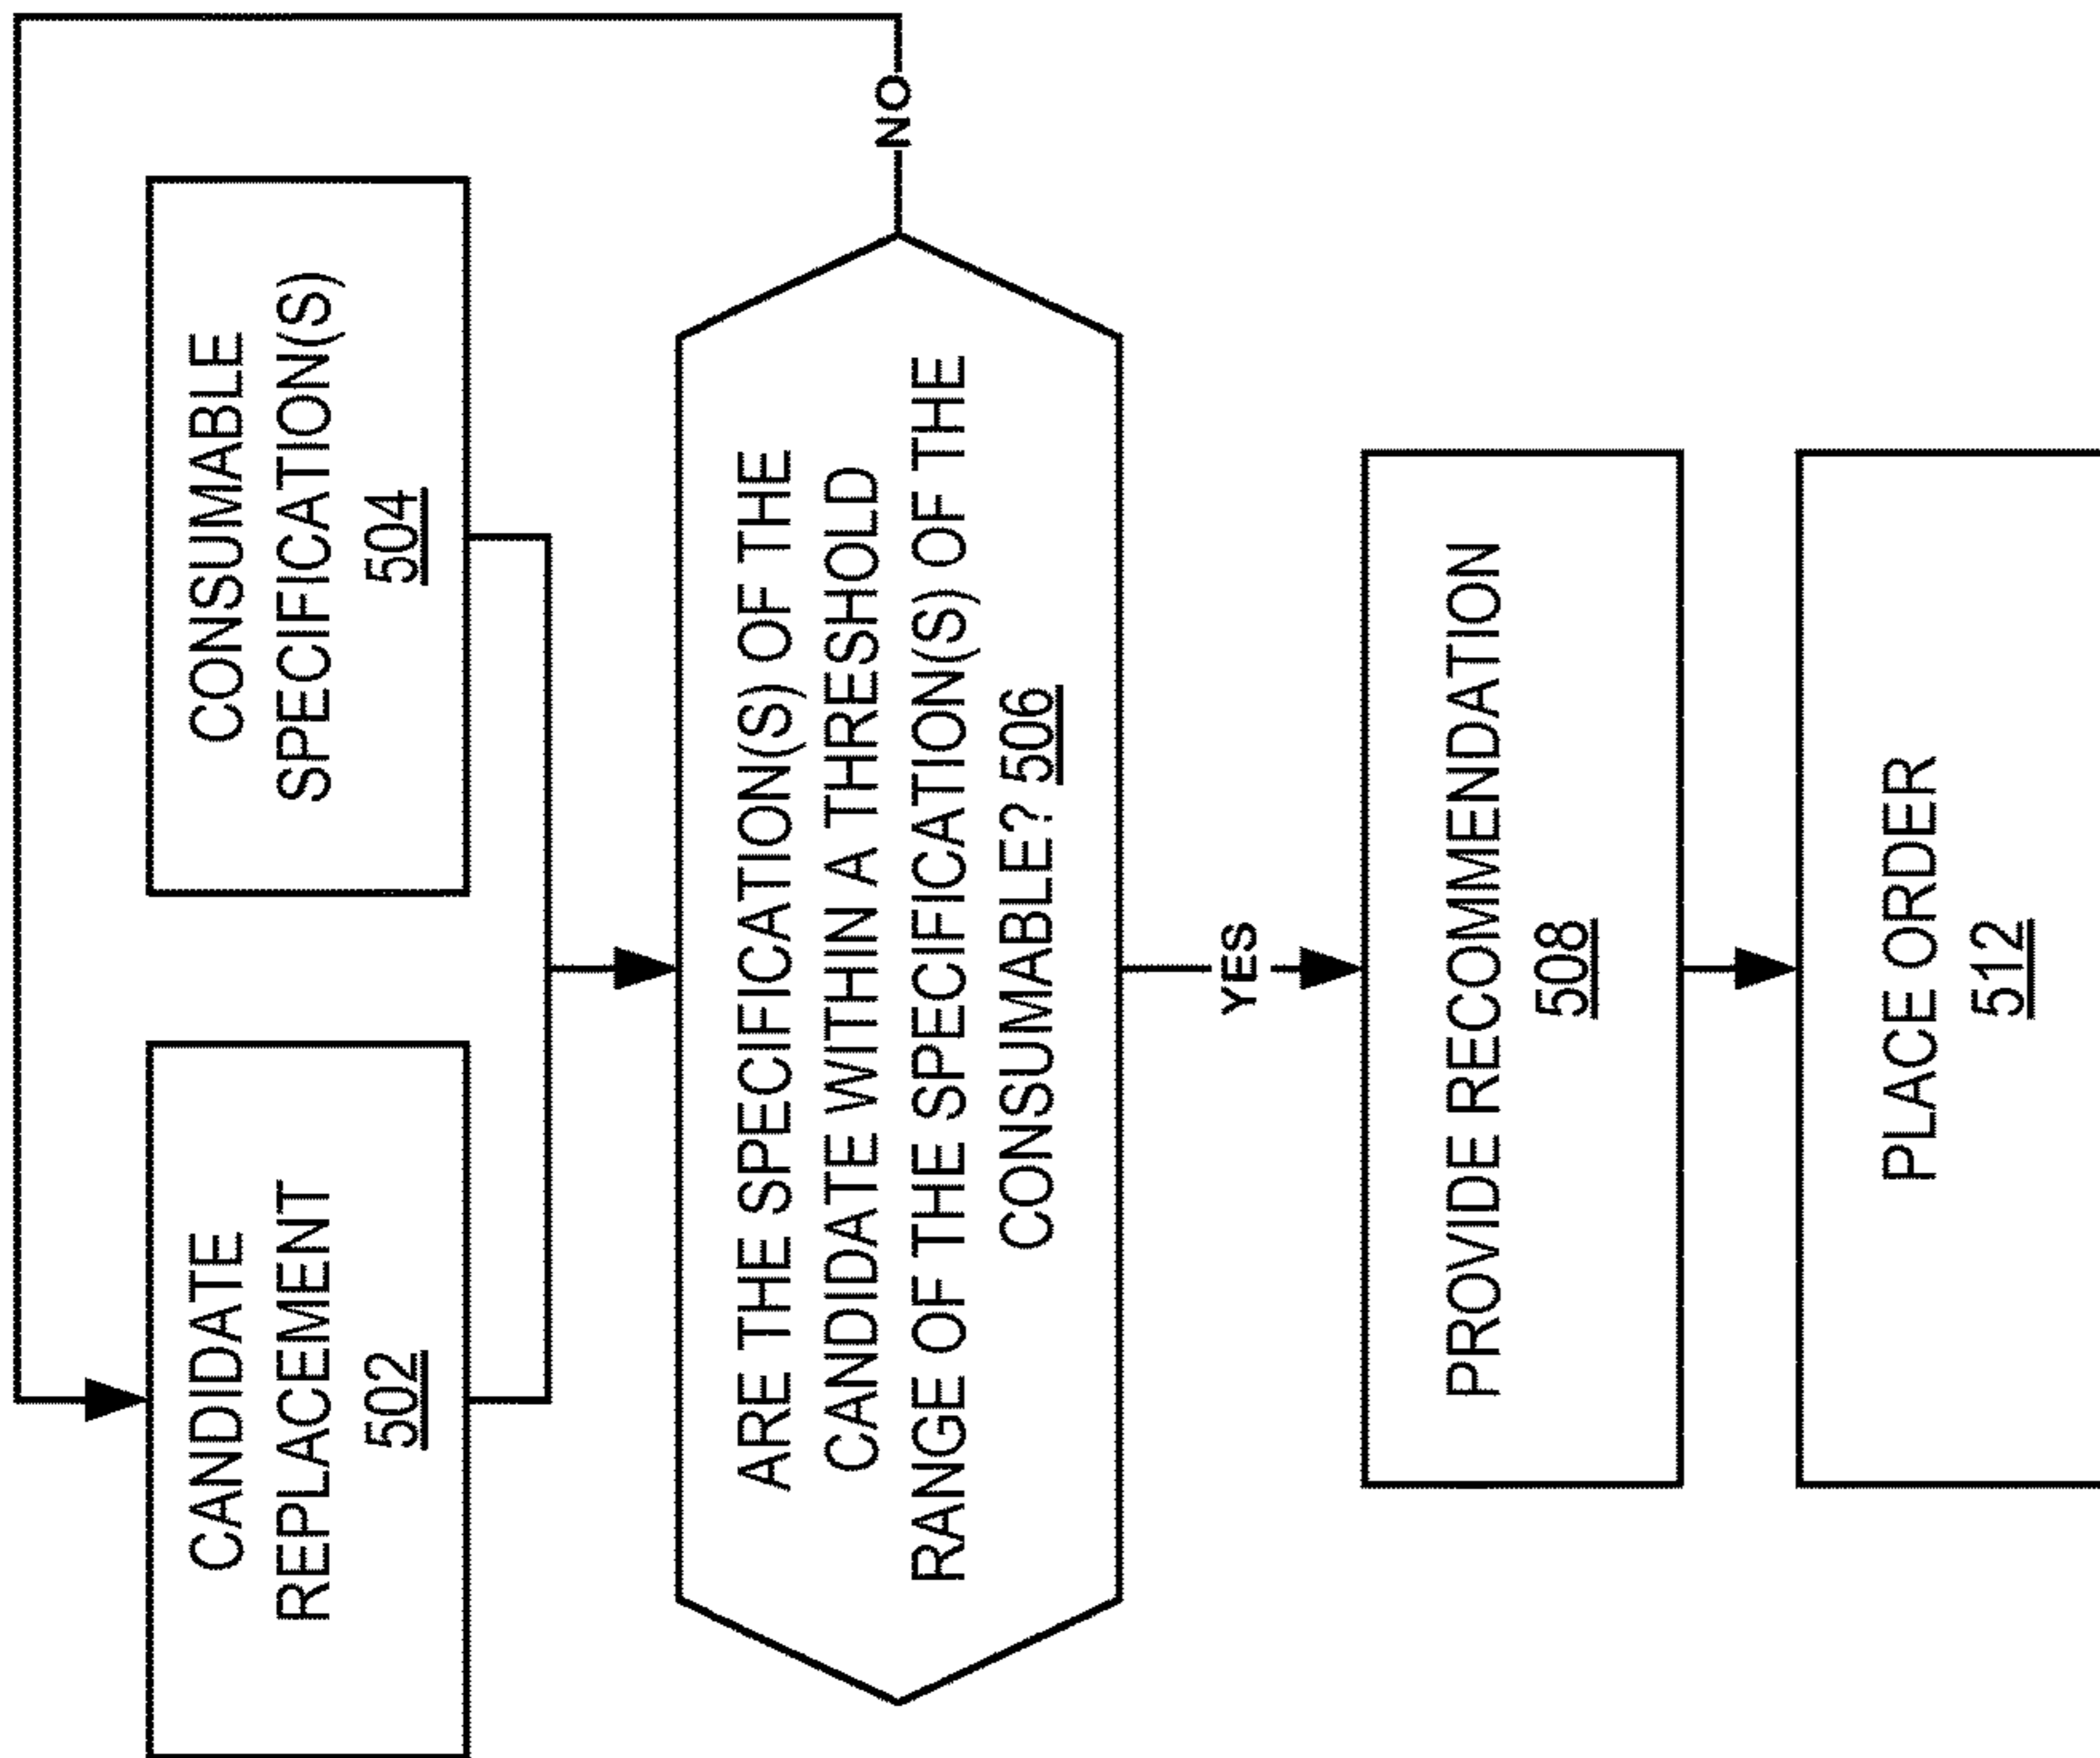 CANDIDATE
REPLACEMENT
502
CONSUMABLE
SPECIFICATION(S)
504
ARE THE SPECIFICATION(S) OF THE
CANDIDATE WITHIN A THRESHOLD
RANGE OF THE SPECIFICATION(S) OF THE
CONSUMABLE? 506
NO
YES
PROVIDE RECOMMENDATION
508
PLACE ORDER
512